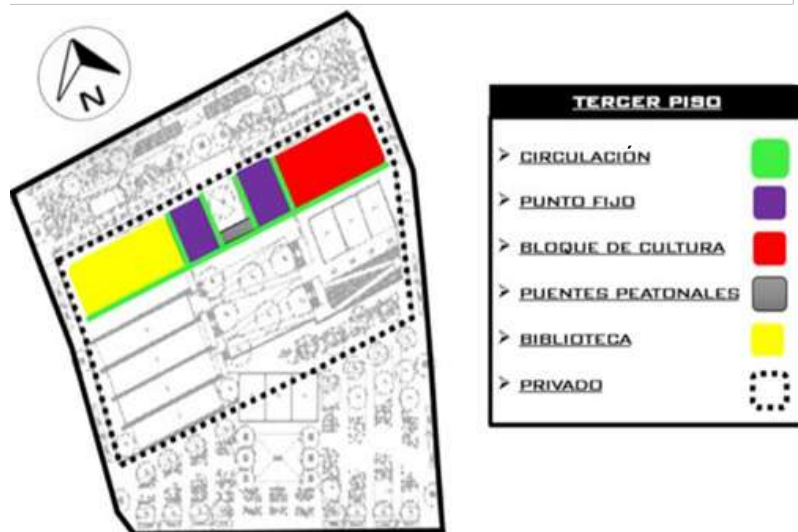 N
TERCER PISO
➤ CIRCULACIÓN
➤ PUNTO FIJO
➤ BLOQUE DE CULTURA
➤ PUENTES PEATONALES
➤ BIBLIOTECA
➤ PRIVADO